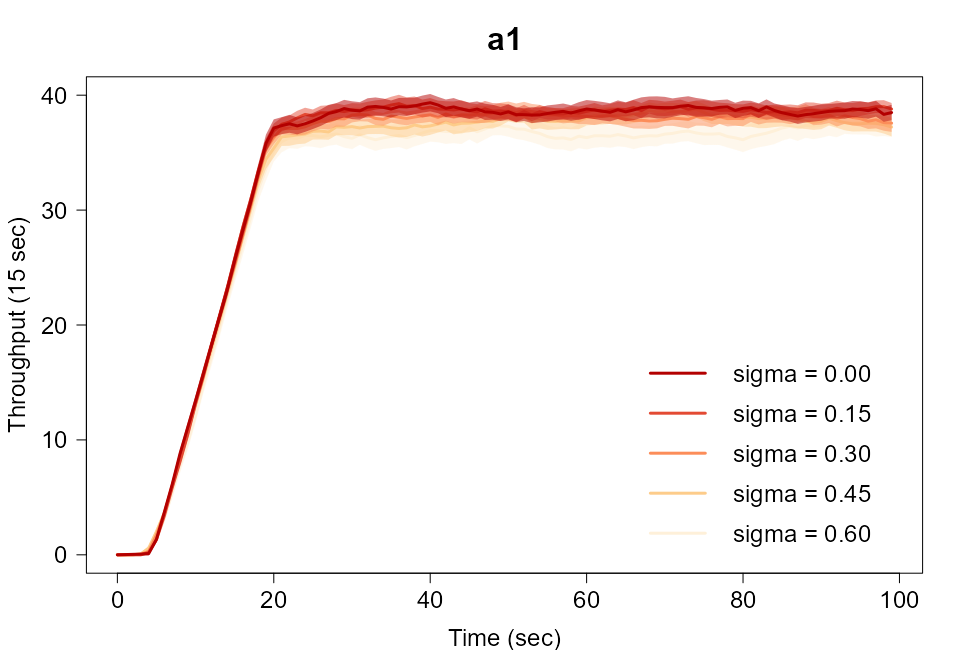 a1
Throughput (15 sec)
40
30
20
10
0
sigma = 0.00
sigma = 0.15
sigma = 0.30
sigma = 0.45
sigma = 0.60
0 20 40 60 80 100
Time (sec)